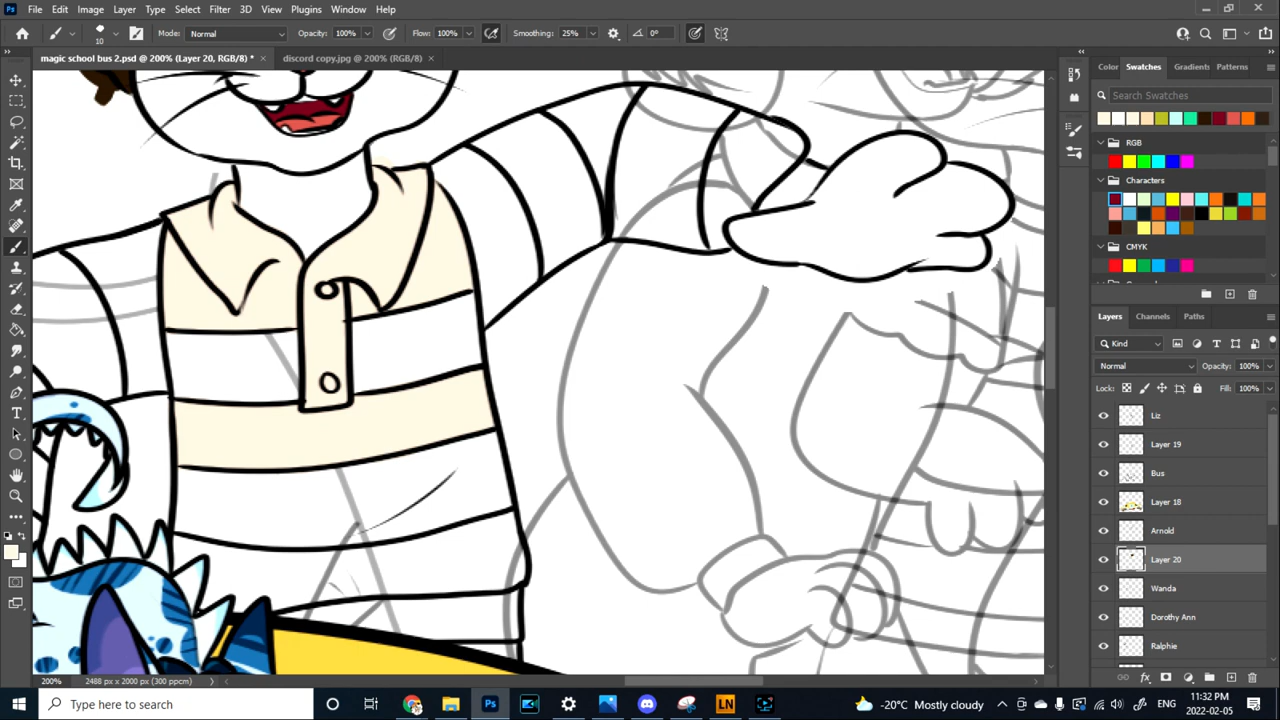 File Edit Image Layer Type Select Filter 3D View Plugins Window Help
10 Mode: Normal Opacity: 100% Flow: 100% Smoothing: 25% 0°
magic school bus 2.psd @ 200% (Layer 20, RGB/8) * × discord copy.jpg @ 200% (RGB/8) ×
Color Swatches Gradients Patterns
Search Swatches
RGB
Characters
CMYK
Grayscale
Layers Channels Paths
Kind
Normal Opacity: 100%
Lock: Fill: 100%
Liz
Layer 19
Bus
Layer 18
Arnold
Layer 20
Wanda
Dorothy Ann
Ralphie
200% 2488 px x 2000 px (300 ppcm)
Type here to search
Ps LN
-20°C Mostly cloudy ENG 11:32 PM 2022-02-05